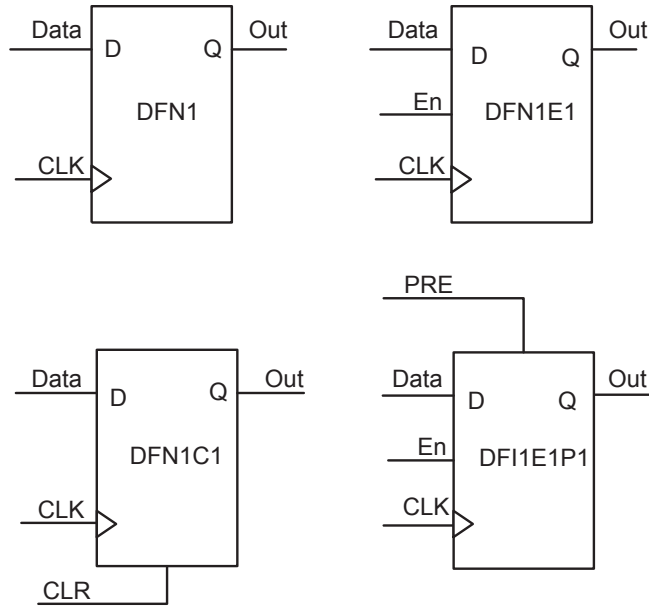 Data
D
Q
Out
DFN1
CLK
Data
D
Q
Out
En
DFN1E1
CLK
Data
D
Q
Out
DFN1C1
CLK
CLR
PRE
Data
D
Q
Out
En
DFI1E1P1
CLK